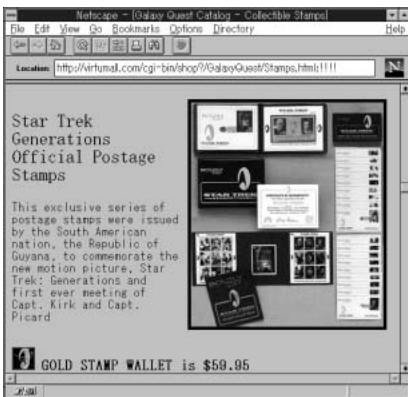 Netscape - [Galaxy Quest Catalog - Collectible Stamps]
File Edit View Go Bookmarks Options Directory Help
Location: http://virtumall.com/cgi-bin/shop?/GalaxyQuest/Stamps.html;!!!!
N
Star Trek
Generations
Official Postage
Stamps
This exclusive series of
postage stamps were issued
by the South American
nation, the Republic of
Guyana, to commemorate the
new motion picture, Star
Trek: Generations and
first ever meeting of
Capt. Kirk and Capt.
Picard
STAR TREK
GOLD STAMP WALLET is $59.95